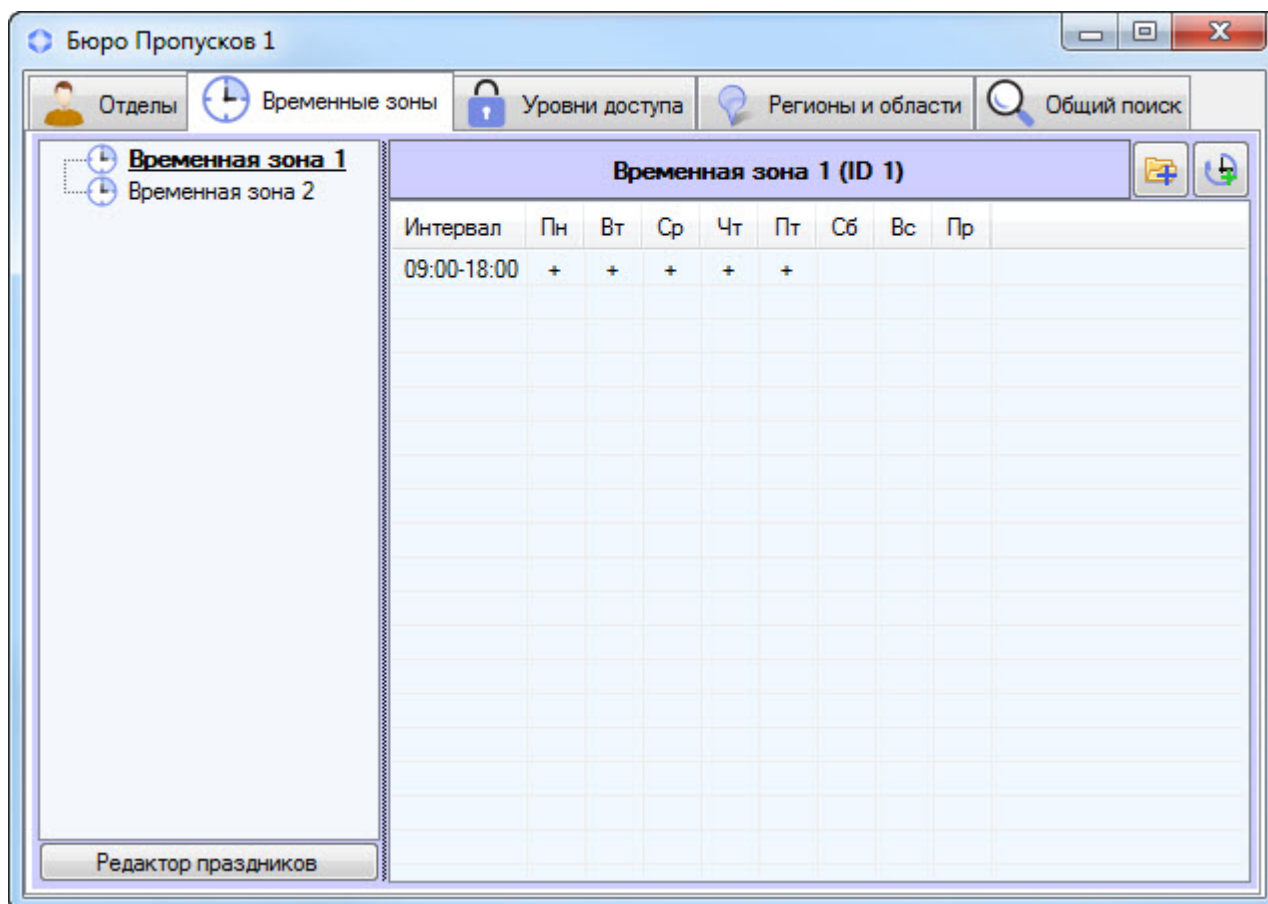 Бюро Пропусков 1
Отделы Временные зоны Уровни доступа Регионы и области Общий поиск
Временная зона 1
Временная зона 2
Временная зона 1 (ID 1)
Интервал Пн Вт Ср Чт Пт Сб Вс Пр
09:00-18:00 + + + + +
Редактор праздников